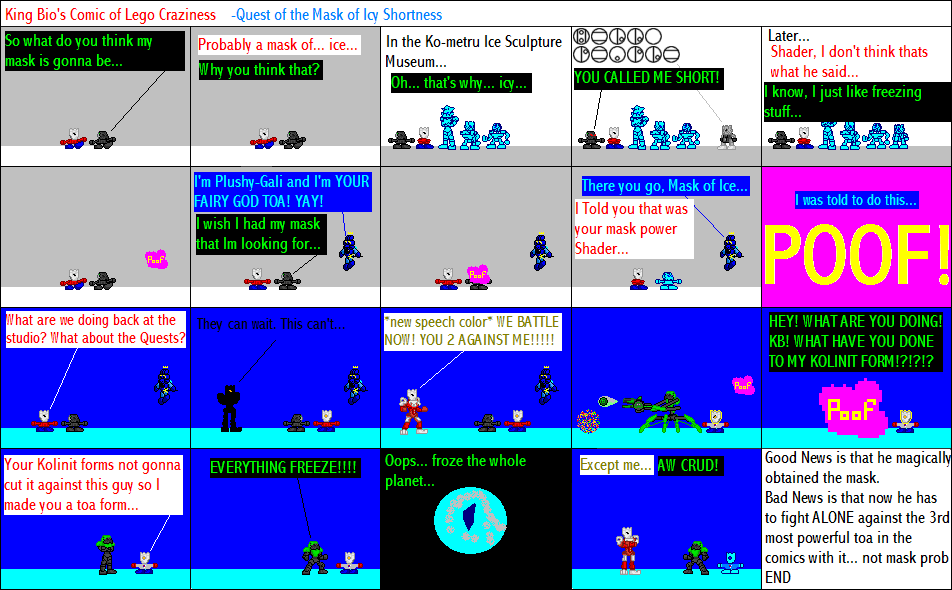 King Bio's Comic of Lego Craziness -Quest of the Mask of Icy Shortness
So what do you think my
mask is gonna be...
Probably a mask of... ice...
Why you think that?
In the Ko-metru Ice Sculpture
Museum...
Oh... that's why... icy...
YOU CALLED ME SHORT!
Later...
Shader, I don't think thats
what he said...
I know, I just like freezing
stuff...
Poof
I'm Plushy-Gali and I'm YOUR
FAIRY GOD TOA! YAY!
I wish I had my mask
that Im looking for...
Poof
There you go, Mask of Ice...
I Told you that was
your mask power
Shader...
I was told to do this...
POOF!
What are we doing back at the
studio? What about the Quests?
They can wait. This can't...
*new speech color* WE BATTLE
NOW! YOU 2 AGAINST ME!!!!!
Poof
HEY! WHAT ARE YOU DOING!
KB! WHAT HAVE YOU DONE
TO MY KOLINIT FORM!?!?!?
Poof
Your Kolinit forms not gonna
cut it against this guy so I
made you a toa form...
EVERYTHING FREEZE!!!!
Oops... froze the whole
planet...
Except me... AW CRUD!
Good News is that he magically
obtained the mask.
Bad News is that now he has
to fight ALONE against the 3rd
most powerful toa in the
comics with it... not mask prob
END